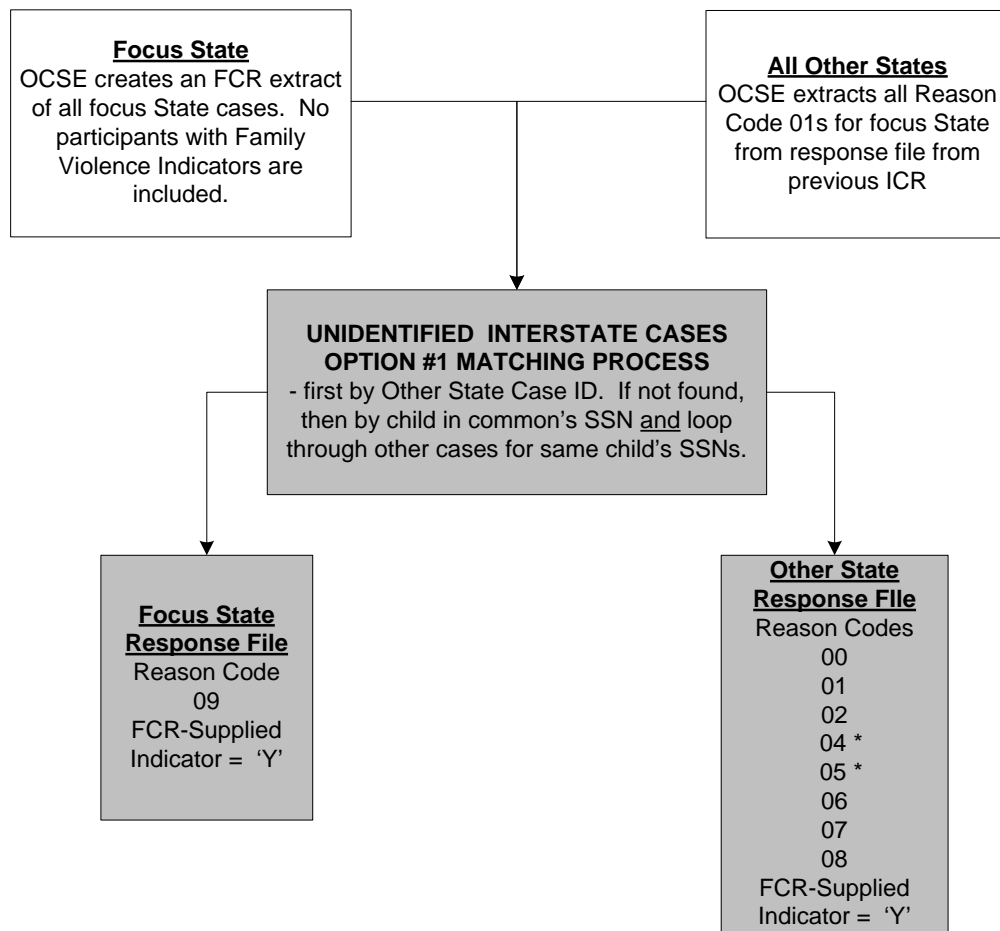 Focus State
OCSE creates an FCR extract
of all focus State cases.  No
participants with Family
Violence Indicators are
included.
All Other States
OCSE extracts all Reason
Code 01s for focus State
from response file from
previous ICR
UNIDENTIFIED  INTERSTATE CASES
OPTION #1 MATCHING PROCESS
- first by Other State Case ID.  If not found,
then by child in common’s SSN and loop
through other cases for same child’s SSNs.
Focus State
Response File
Reason Code
09
FCR-Supplied
Indicator =  ‘Y’
Other State
Response FIle
Reason Codes
00
01
02
04 *
05 *
06
07
08
FCR-Supplied
Indicator =  ‘Y’